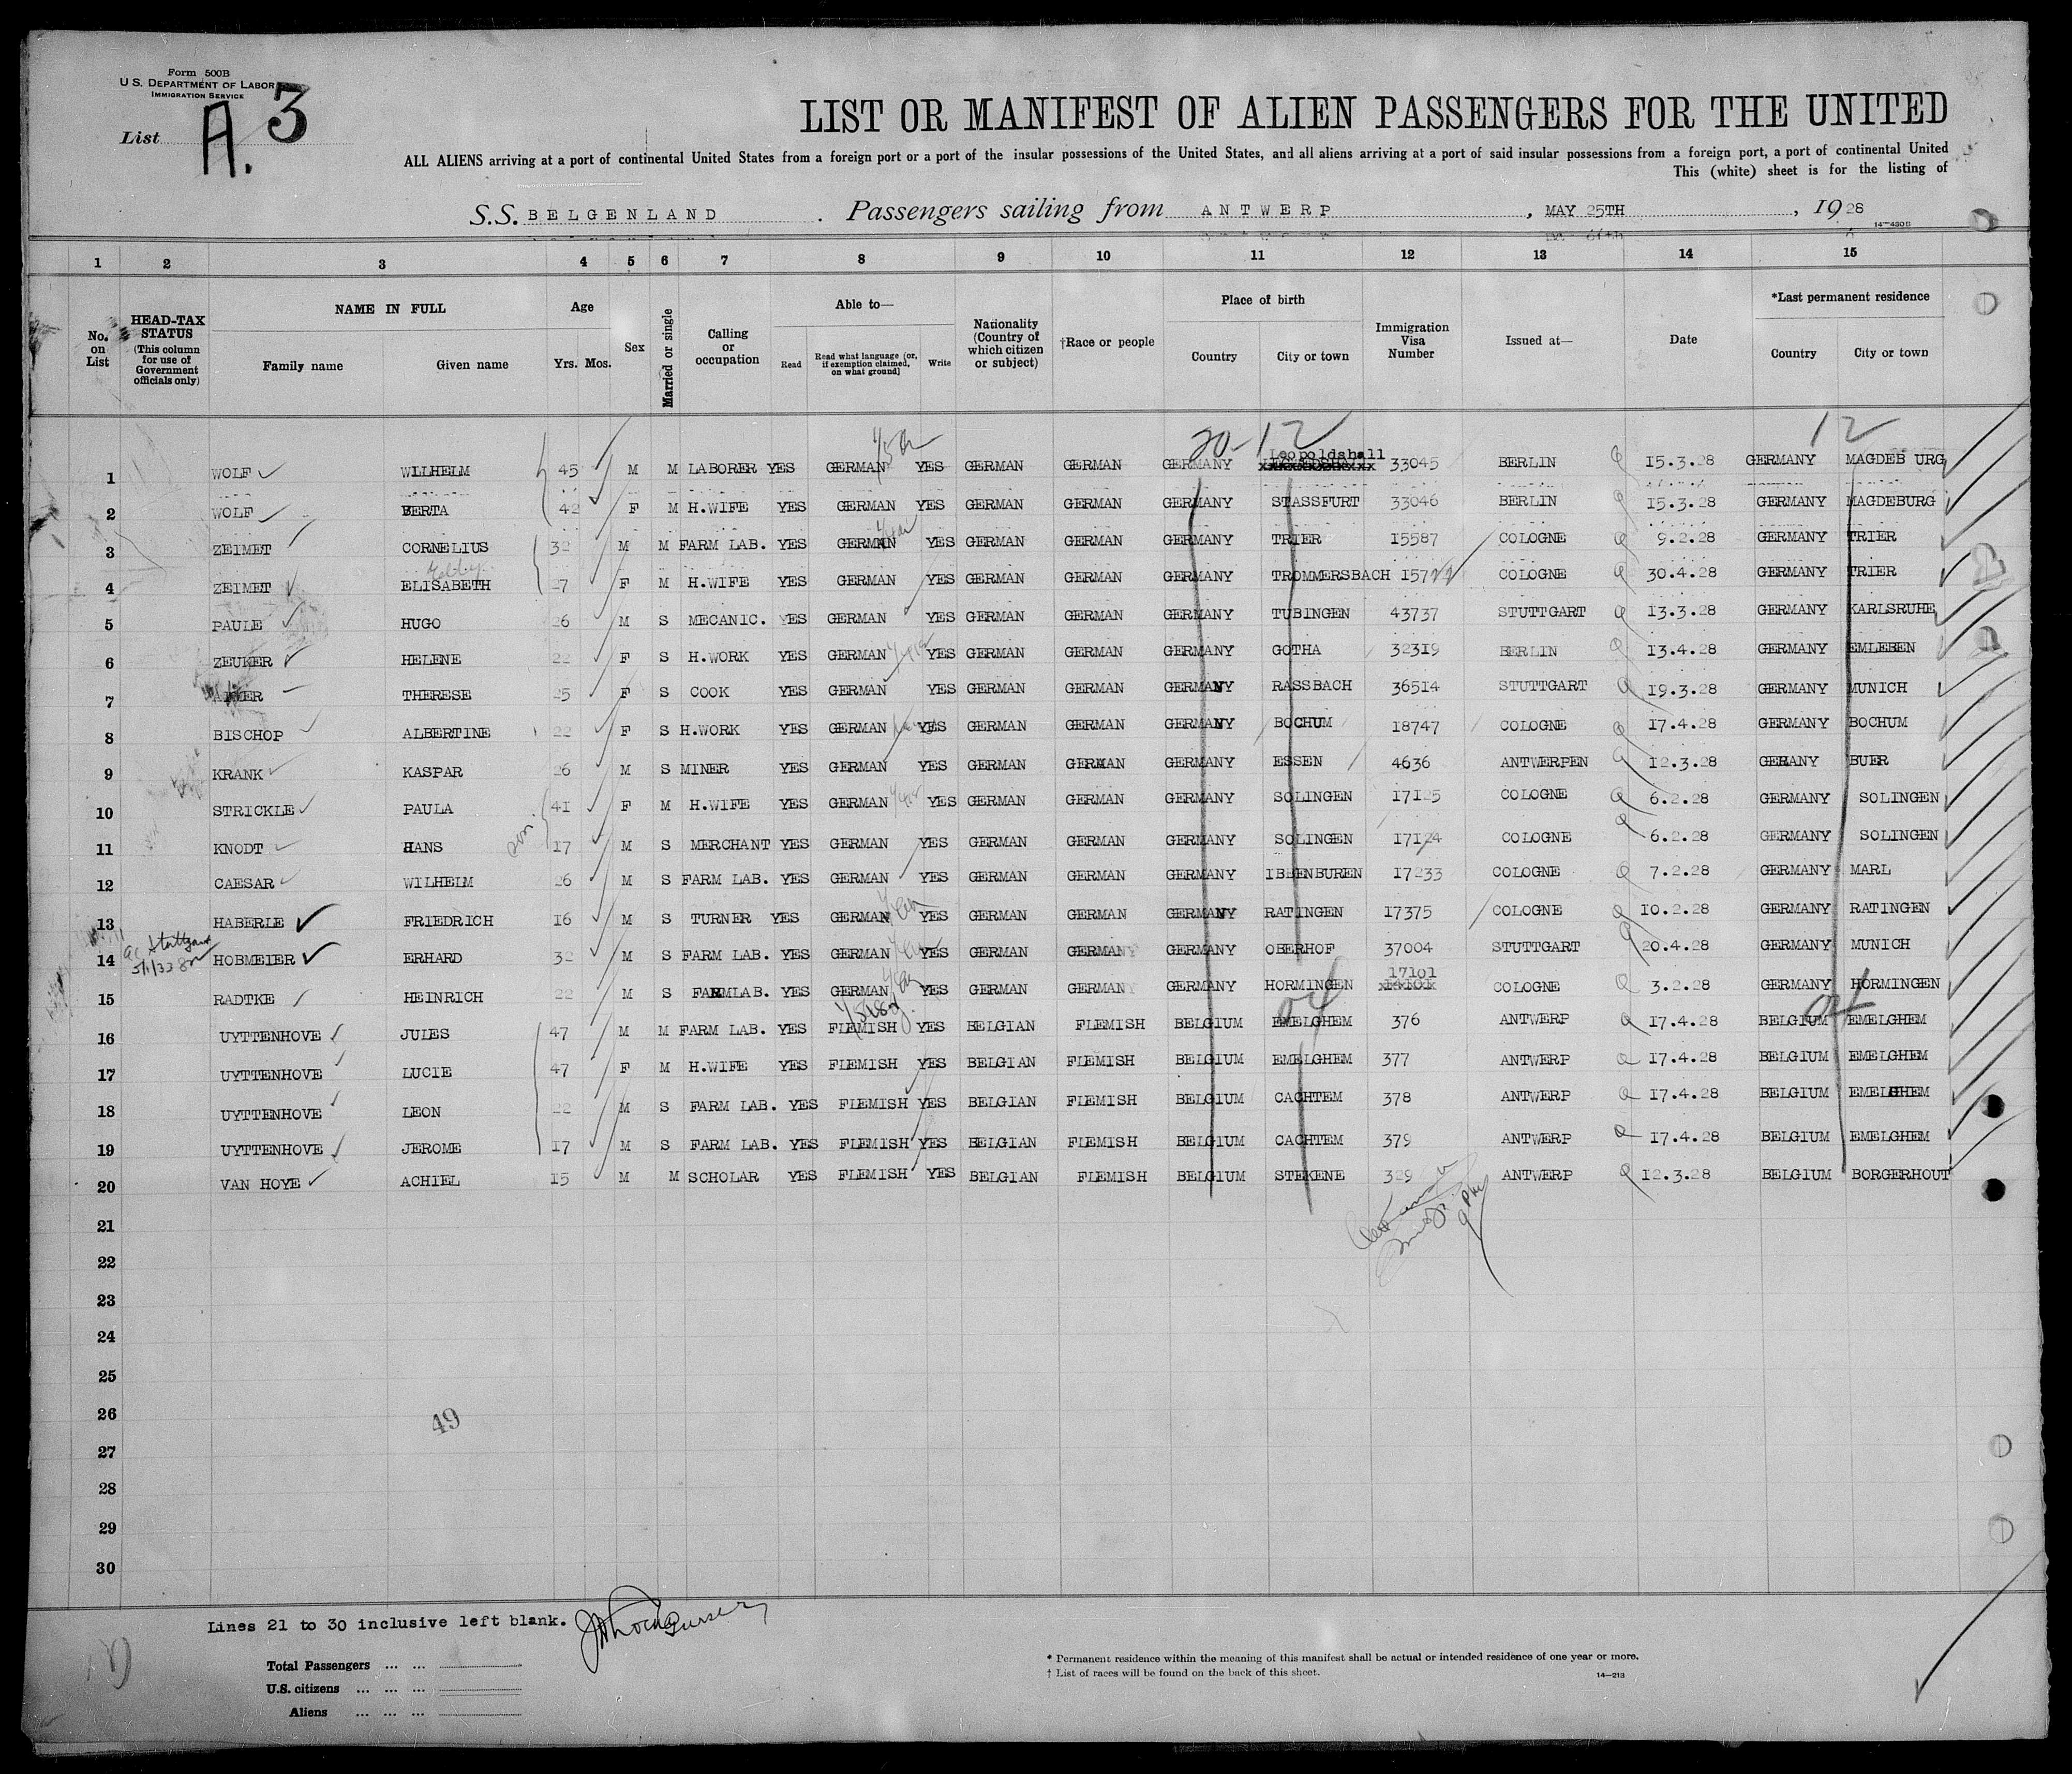 Form 500B
U. S. DEPARTMENT OF LABOR
IMMIGRATION SERVICE
List A. 3
LIST OR MANIFEST OF ALIEN PASSENGERS FOR THE UNITED
ALL ALIENS arriving at a port of continental United States from a foreign port or a port of the insular possessions of the United States, and all aliens arriving at a port of said insular possessions from a foreign port, a port of continental United
This (white) sheet is for the listing of
S.S. BELGENLAND . Passengers sailing from ANTWERP , MAY 25TH , 1928
14—430B
1 2 3 4 5 6 7 8 9 10 11 12 13 14 15
No. on List
HEAD-TAX STATUS (This column for use of Government officials only)
NAME IN FULL
Family name Given name
Age
Yrs. Mos.
Sex
Married or single
Calling or occupation
Able to—
Read
Read what language [or, if exemption claimed, on what ground]
Write
Nationality (Country of which citizen or subject)
†Race or people
Place of birth
Country City or town
Immigration Visa Number
Issued at—
Date
*Last permanent residence
Country City or town
20-12 12
1 WOLF WILHELM 45 M M LABORER YES GERMAN YES GERMAN GERMAN GERMANY Leopoldshall 33045 BERLIN 15.3.28 GERMANY MAGDEB URG
2 WOLF BERTA 42 F M H.WIFE YES GERMAN YES GERMAN GERMAN GERMANY STASSFURT 33046 BERLIN 15.3.28 GERMANY MAGDEBURG
3 ZEIMET CORNELIUS 32 M M FARM LAB. YES GERMAN YES GERMAN GERMAN GERMANY TRIER 15587 COLOGNE 9.2.28 GERMANY TRIER
4 ZEIMET ELISABETH 27 F M H.WIFE YES GERMAN YES GERMAN GERMAN GERMANY TROMMERSBACH COLOGNE 30.4.28 GERMANY TRIER
5 PAULE HUGO 26 M S MECANIC. YES GERMAN YES GERMAN GERMAN GERMANY TUBINGEN 43737 STUTTGART 13.3.28 GERMANY KARLSRUHE
6 ZEUKER HELENE 22 F S H.WORK YES GERMAN YES GERMAN GERMAN GERMANY GOTHA 32319 BERLIN 13.4.28 GERMANY EMLEBEN
7 THERESE 25 F S COOK YES GERMAN YES GERMAN GERMAN GERMANY RASSBACH 36514 STUTTGART 19.3.28 GERMANY MUNICH
8 BISCHOP ALBERTINE 22 F S H.WORK YES GERMAN YES GERMAN GERMAN GERMANY BOCHUM 18747 COLOGNE 17.4.28 GERMANY BOCHUM
9 KRANK KASPAR 26 M S MINER YES GERMAN YES GERMAN GERMAN GERMANY ESSEN 4636 ANTWERPEN 12.3.28 GERMANY BUER
10 STRICKLE PAULA 41 F M H.WIFE YES GERMAN YES GERMAN GERMAN GERMANY SOLINGEN 17125 COLOGNE 6.2.28 GERMANY SOLINGEN
11 KNODT HANS son. 17 M S MERCHANT YES GERMAN YES GERMAN GERMAN GERMANY SOLINGEN 17124 COLOGNE 6.2.28 GERMANY SOLINGEN
12 CAESAR WILHELM 26 M S FARM LAB. YES GERMAN YES GERMAN GERMAN GERMANY IBBENBUREN 17233 COLOGNE 7.2.28 GERMANY MARL
13 HABERLE FRIEDRICH 16 M S TURNER YES GERMAN YES GERMAN GERMAN GERMANY RATINGEN 17375 COLOGNE 10.2.28 GERMANY RATINGEN
14 HOBMEIER ERHARD 32 M S FARM LAB. YES GERMAN YES GERMAN GERMANY GERMANY OBERHOF 37004 STUTTGART 20.4.28 GERMANY MUNICH
15 RADTKE HEINRICH 22 M S FARMLAB. YES GERMAN YES GERMAN GERMANY GERMANY HORMINGEN 17101 COLOGNE 3.2.28 GERMANY HORMINGEN
16 UYTTENHOVE JULES 47 M M FARM LAB. YES FLEMISH YES BELGIAN FLEMISH BELGIUM EMELGHEM 376 ANTWERP 17.4.28 BELGIUM EMELGHEM
17 UYTTENHOVE LUCIE 47 F M H.WIFE YES FLEMISH YES BELGIAN FLEMISH BELGIUM EMELGHEM 377 ANTWERP 17.4.28 BELGIUM EMELGHEM
18 UYTTENHOVE LEON 22 M S FARM LAB. YES FLEMISH YES BELGIAN FLEMISH BELGIUM CACHTEM 378 ANTWERP 17.4.28 BELGIUM EMELGHEM
19 UYTTENHOVE JEROME 17 M S FARM LAB. YES FLEMISH YES BELGIAN FLEMISH BELGIUM CACHTEM 379 ANTWERP 17.4.28 BELGIUM EMELGHEM
20 VAN HOYE ACHIEL 15 M M SCHOLAR YES FLEMISH YES BELGIAN FLEMISH BELGIUM STEKENE 329 ANTWERP 12.3.28 BELGIUM BORGERHOUT
21
22
23
24
25
26
49
27
28
29
30
Lines 21 to 30 inclusive left blank.
Total Passengers ... ...
U.S. citizens ... ... ...
Aliens ... ... ...
* Permanent residence within the meaning of this manifest shall be actual or intended residence of one year or more.
† List of races will be found on the back of this sheet.
14—213